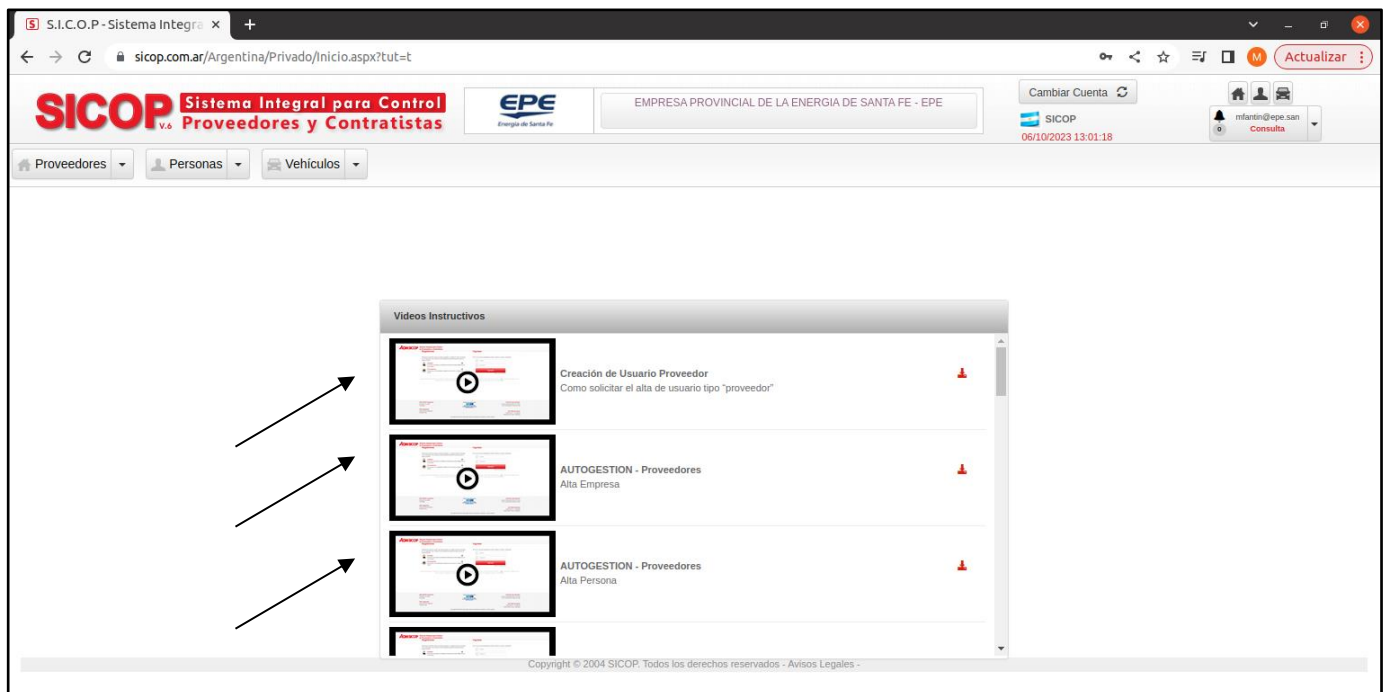 S.I.C.O.P - Sistema Integra
sicop.com.ar/Argentina/Privado/Inicio.aspx?tut=t
M
Actualizar
SICOP v.6 Sistema Integral para Control
Proveedores y Contratistas
EPE
Energía de Santa Fe
EMPRESA PROVINCIAL DE LA ENERGIA DE SANTA FE - EPE
Cambiar Cuenta
SICOP
06/10/2023 13:01:18
0
mfantin@epe.san
Consulta
Proveedores
Personas
Vehículos
Videos Instructivos
Creación de Usuario Proveedor
Como solicitar el alta de usuario tipo “proveedor”
AUTOGESTION - Proveedores
Alta Empresa
AUTOGESTION - Proveedores
Alta Persona
Copyright © 2004 SICOP. Todos los derechos reservados - Avisos Legales -